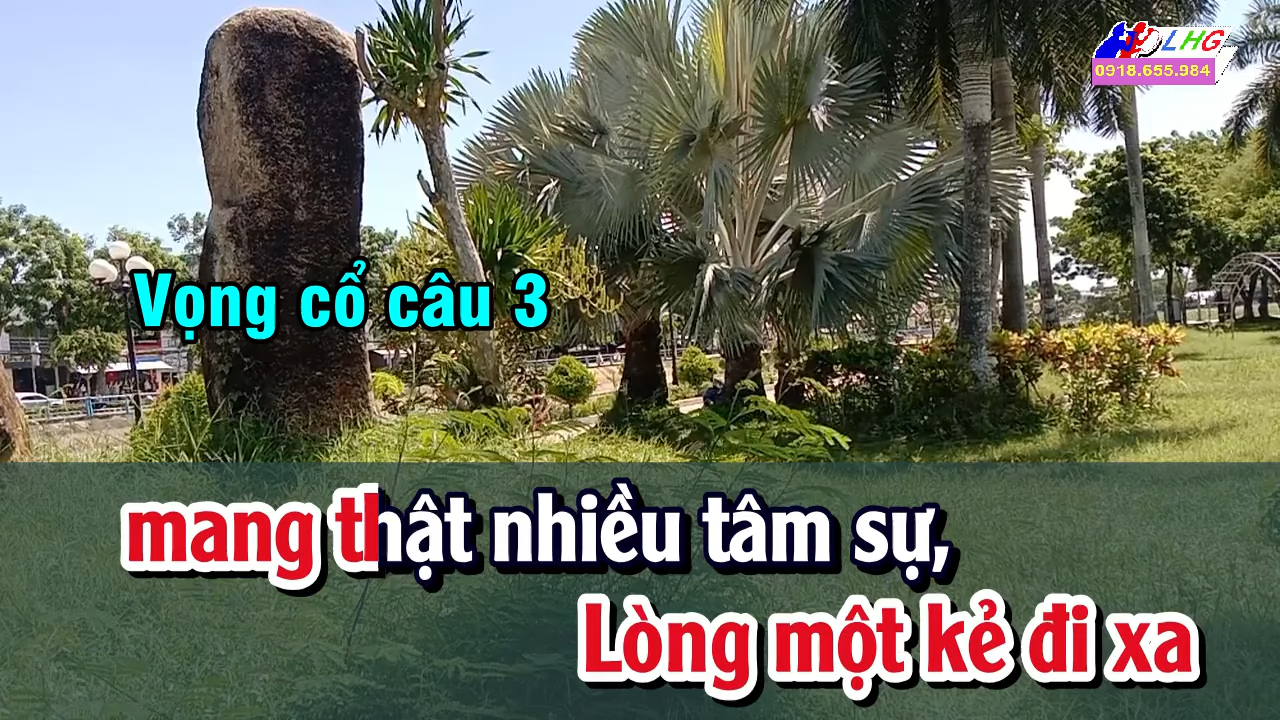 LHG
0918.655.984
Vọng cổ câu 3
mang thật nhiều tâm sự,
Lòng một kẻ đi xa